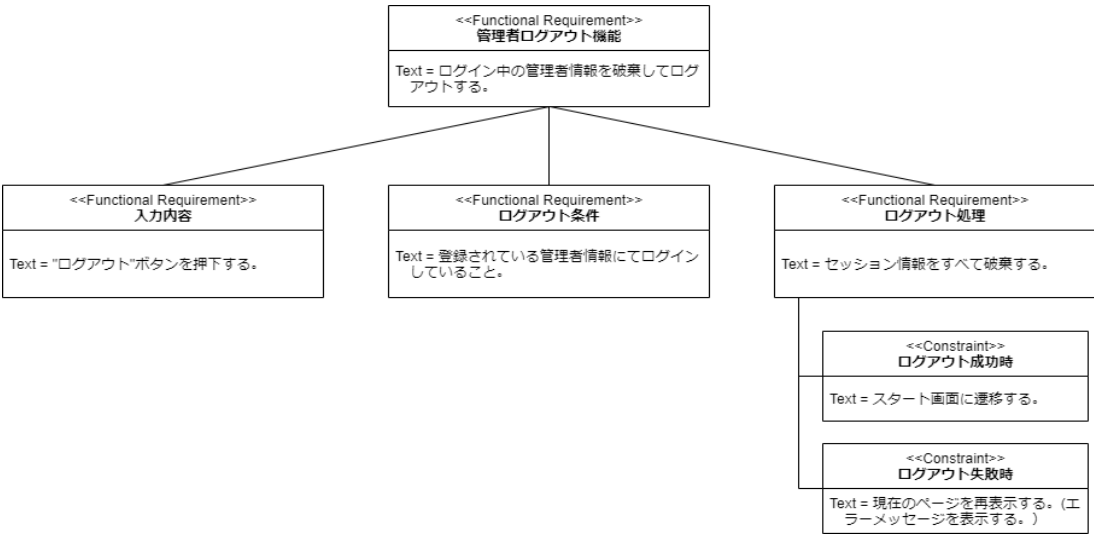 <<Functional Requirement>>
管理者ログアウト機能
Text = ログイン中の管理者情報を破棄してログ
アウトする。
<<Functional Requirement>>
入力内容
Text = "ログアウト"ボタンを押下する。
<<Functional Requirement>>
ログアウト条件
Text = 登録されている管理者情報にてログイン
していること。
<<Functional Requirement>>
ログアウト処理
Text = セッション情報をすべて破棄する。
<<Constraint>>
ログアウト成功時
Text = スタート画面に遷移する。
<<Constraint>>
ログアウト失敗時
Text = 現在のページを再表示する。(エ
ラーメッセージを表示する。)